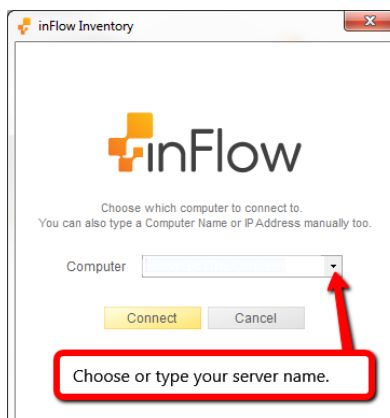 inFlow Inventory
inFlow
Choose which computer to connect to.
You can also type a Computer Name or IP Address manually too.
Computer
Connect Cancel
Choose or type your server name.